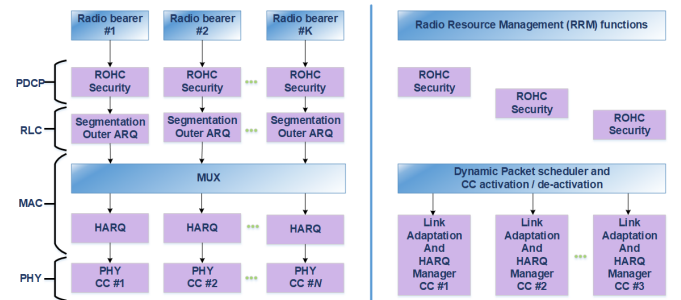 Radio bearer
#1
Radio bearer
#2
Radio bearer
#K
PDCP
ROHC
Security
ROHC
Security
***
ROHC
Security
RLC
Segmentation
Outer ARQ
Segmentation
Outer ARQ
***
Segmentation
Outer ARQ
MAC
MUX
HARQ
HARQ
***
HARQ
PHY
PHY
CC #1
PHY
CC #2
***
PHY
CC #N
Radio Resource Management (RRM) functions
ROHC
Security
ROHC
Security
ROHC
Security
Dynamic Packet scheduler and
CC activation / de-activation
Link
Adaptation
And
HARQ
Manager
CC #1
Link
Adaptation
And
HARQ
Manager
CC #2
***
Link
Adaptation
And
HARQ
Manager
CC #3